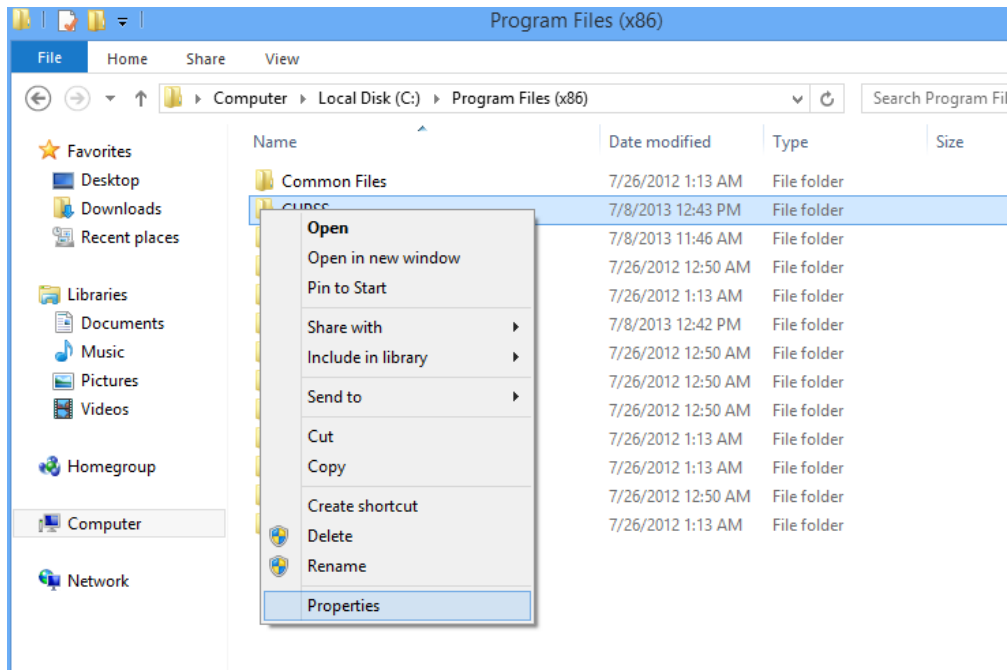 Program Files (x86)
File Home Share View
Computer Local Disk (C:) Program Files (x86) Search Program Fil
Name Date modified Type Size
Favorites
Desktop
Downloads
Recent places
Libraries
Documents
Music
Pictures
Videos
Homegroup
Computer
Network
Common Files 7/26/2012 1:13 AM File folder
7/8/2013 12:43 PM File folder
7/8/2013 11:46 AM File folder
7/26/2012 12:50 AM File folder
7/26/2012 1:13 AM File folder
7/8/2013 12:42 PM File folder
7/26/2012 12:50 AM File folder
7/26/2012 12:50 AM File folder
7/26/2012 12:50 AM File folder
7/26/2012 1:13 AM File folder
7/26/2012 1:13 AM File folder
7/26/2012 12:50 AM File folder
7/26/2012 1:13 AM File folder
Open
Open in new window
Pin to Start
Share with
Include in library
Send to
Cut
Copy
Create shortcut
Delete
Rename
Properties